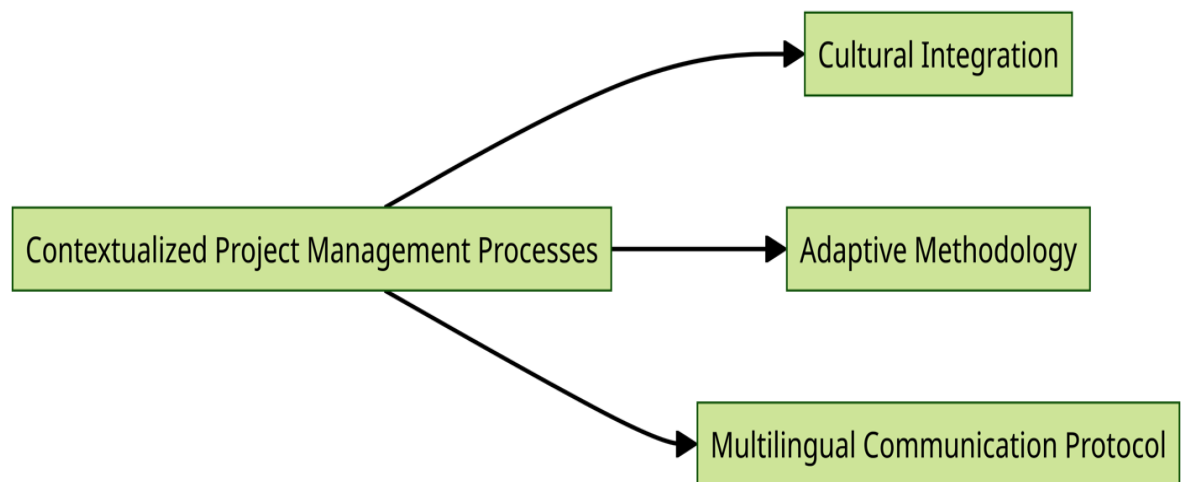 Cultural Integration
Contextualized Project Management Processes
Adaptive Methodology
Multilingual Communication Protocol